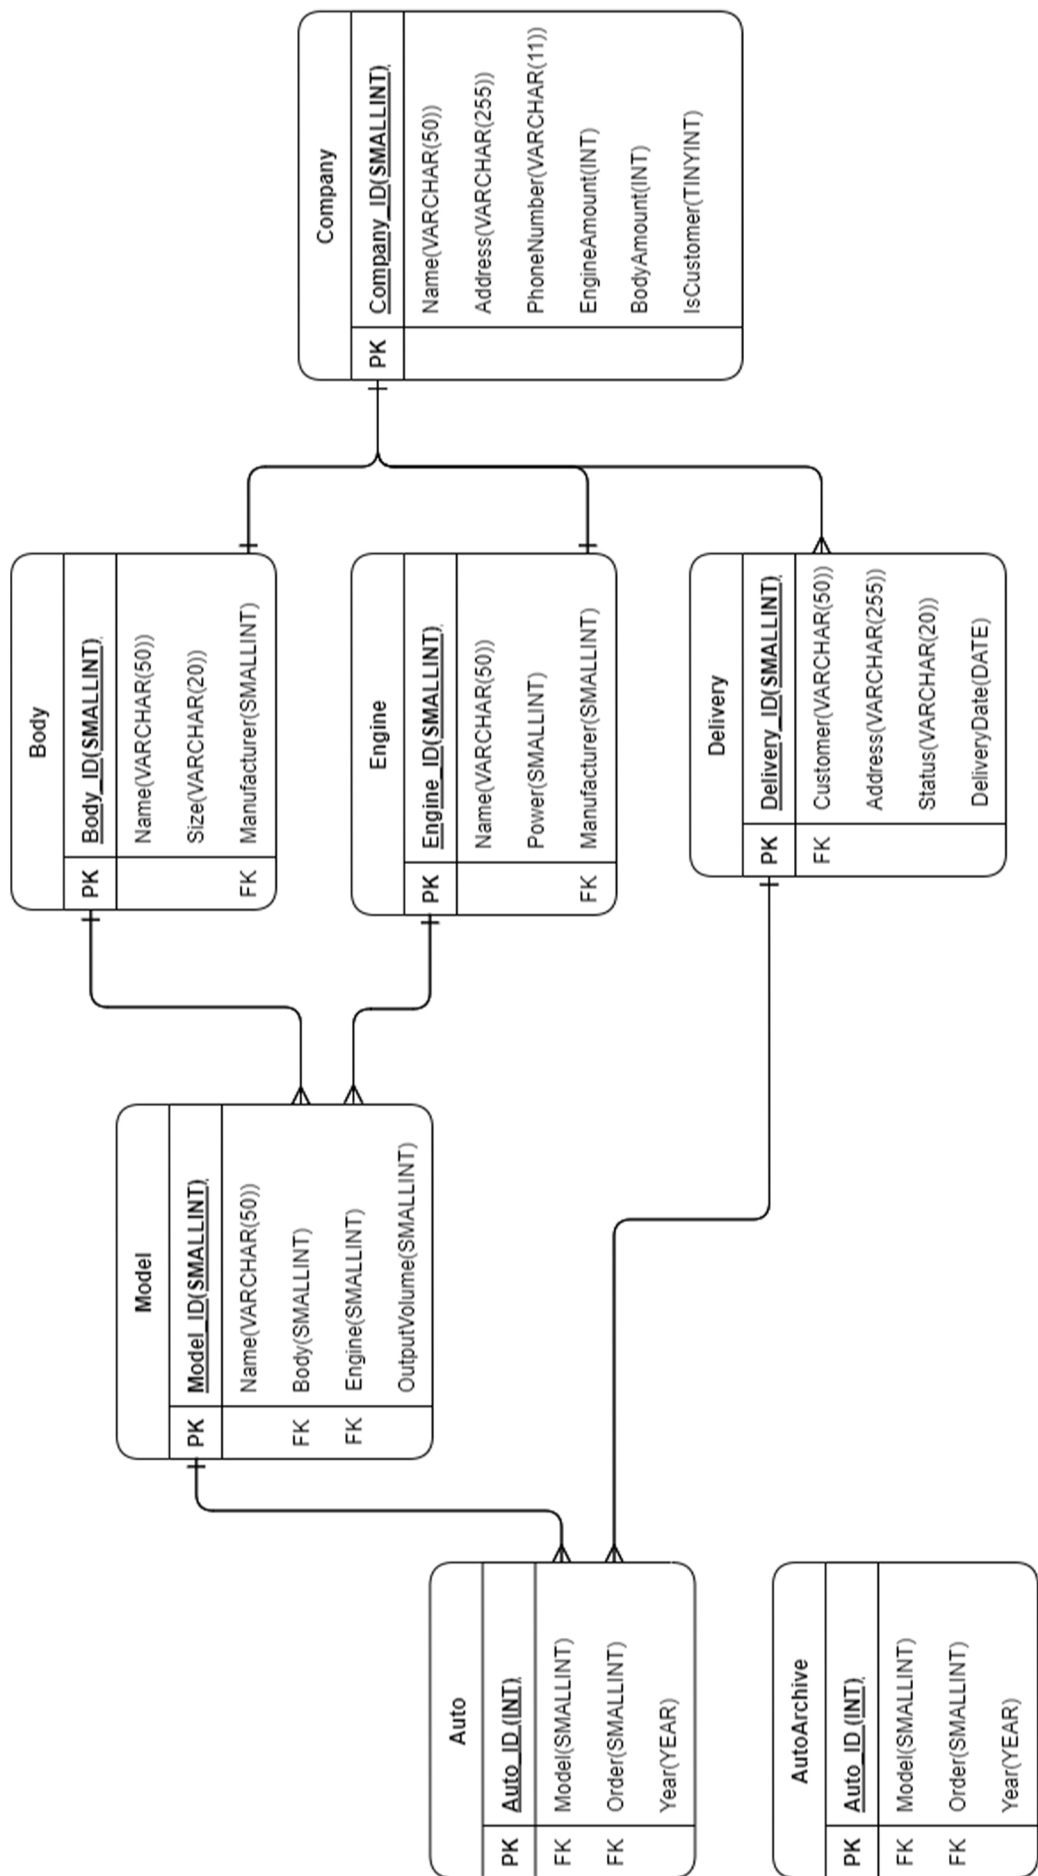 Auto
PK Auto_ID (INT)
FK Model(SMALLINT)
FK Order(SMALLINT)
Year(YEAR)
AutoArchive
PK Auto_ID (INT)
FK Model(SMALLINT)
FK Order(SMALLINT)
Year(YEAR)
Model
PK Model_ID(SMALLINT)
Name(VARCHAR(50))
FK Body(SMALLINT)
FK Engine(SMALLINT)
OutputVolume(SMALLINT)
Body
PK Body_ID(SMALLINT)
Name(VARCHAR(50))
Size(VARCHAR(20))
FK Manufacturer(SMALLINT)
Engine
PK Engine_ID(SMALLINT)
Name(VARCHAR(50))
Power(SMALLINT)
FK Manufacturer(SMALLINT)
Delivery
PK Delivery_ID(SMALLINT)
FK Customer(VARCHAR(50))
Address(VARCHAR(255))
Status(VARCHAR(20))
DeliveryDate(DATE)
Company
PK Company_ID(SMALLINT)
Name(VARCHAR(50))
Address(VARCHAR(255))
PhoneNumber(VARCHAR(11))
EngineAmount(INT)
BodyAmount(INT)
IsCustomer(TINYINT)